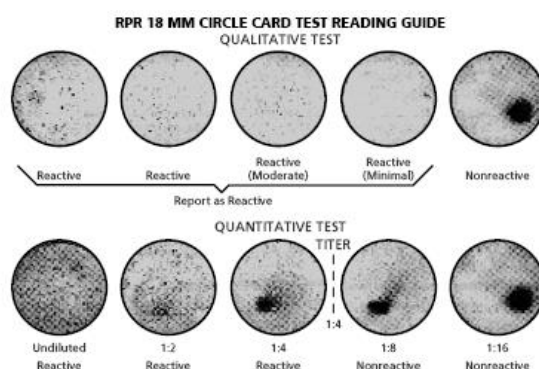 RPR 18 MM CIRCLE CARD TEST READING GUIDE
QUALITATIVE TEST
Reactive Reactive Reactive (Moderate) Reactive (Minimal) Nonreactive
Report as Reactive
QUANTITATIVE TEST
TITER
1:4
Undiluted 1:2 1:4 1:8 1:16
Reactive Reactive Reactive Nonreactive Nonreactive